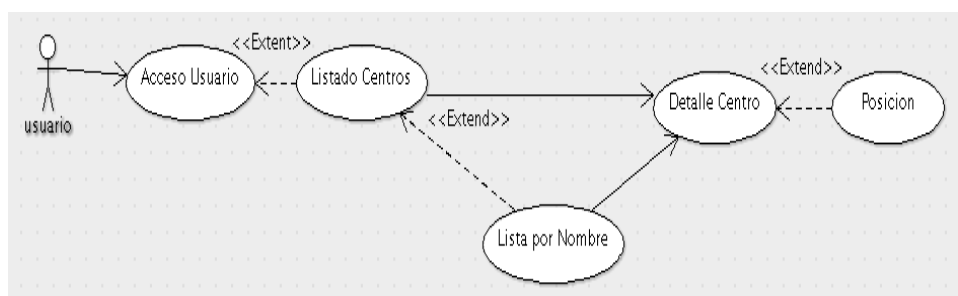 <<Extent>>
Acceso Usuario
Listado Centros
<<Extend>>
Detalle Centro
Posicion
<<Extend>>
usuario
Lista por Nombre